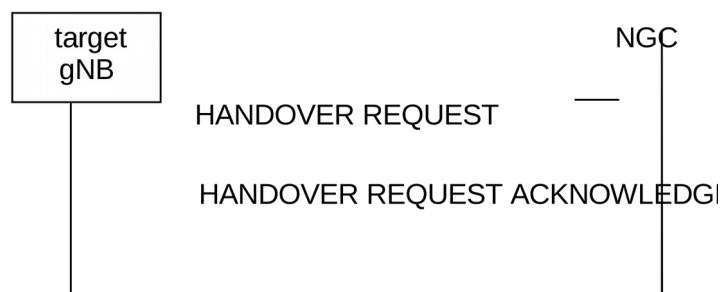 target
gNB
NGC
HANDOVER REQUEST
HANDOVER REQUEST ACKNOWLEDG